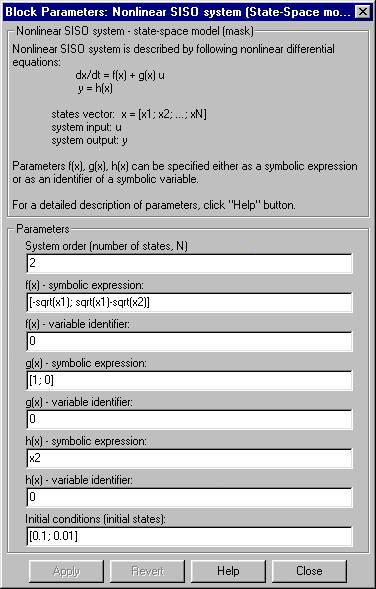 Block Parameters: Nonlinear SISO system (State-Space mo...
Nonlinear SISO system - state-space model (mask)
Nonlinear SISO system is described by following nonlinear differential
equations:
dx/dt = f(x) + g(x) u
y = h(x)
states vector: x = [x1; x2; ...; xN]
system input: u
system output: y
Parameters f(x), g(x), h(x) can be specified either as a symbolic expression
or as an identifier of a symbolic variable.
For a detailed description of parameters, click "Help" button.
Parameters
System order (number of states, N)
2
f(x) - symbolic expression:
[-sqrt(x1); sqrt(x1)-sqrt(x2)]
f(x) - variable identifier:
0
g(x) - symbolic expression:
[1; 0]
g(x) - variable identifier:
0
h(x) - symbolic expression:
x2
h(x) - variable identifier:
0
Initial conditions (initial states):
[0.1; 0.01]
Apply Revert Help Close